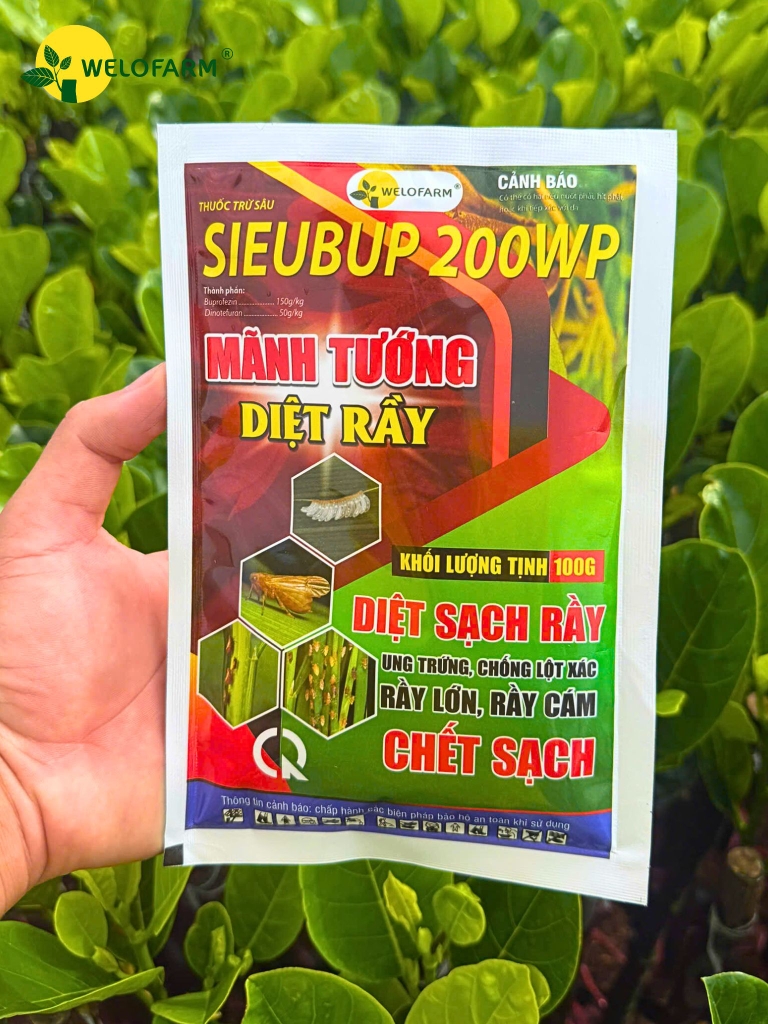 WELOFARM®
WELOFARM®
CẢNH BÁO
THUỐC TRỪ SÂU
SIEUBUP 200WP
Thành phần:
Buprofezin .................... 150g/kg
Dinotefuran .................. 50g/kg
MÃNH TƯỚNG
DIỆT RẦY
KHỐI LƯỢNG TỊNH 100G
DIỆT SẠCH RẦY
UNG TRỨNG, CHỐNG LỘT XÁC
RẦY LỚN, RẦY CÁM
CHẾT SẠCH
Thông tin cảnh báo: chấp hành các biện pháp bảo hộ an toàn khi sử dụng